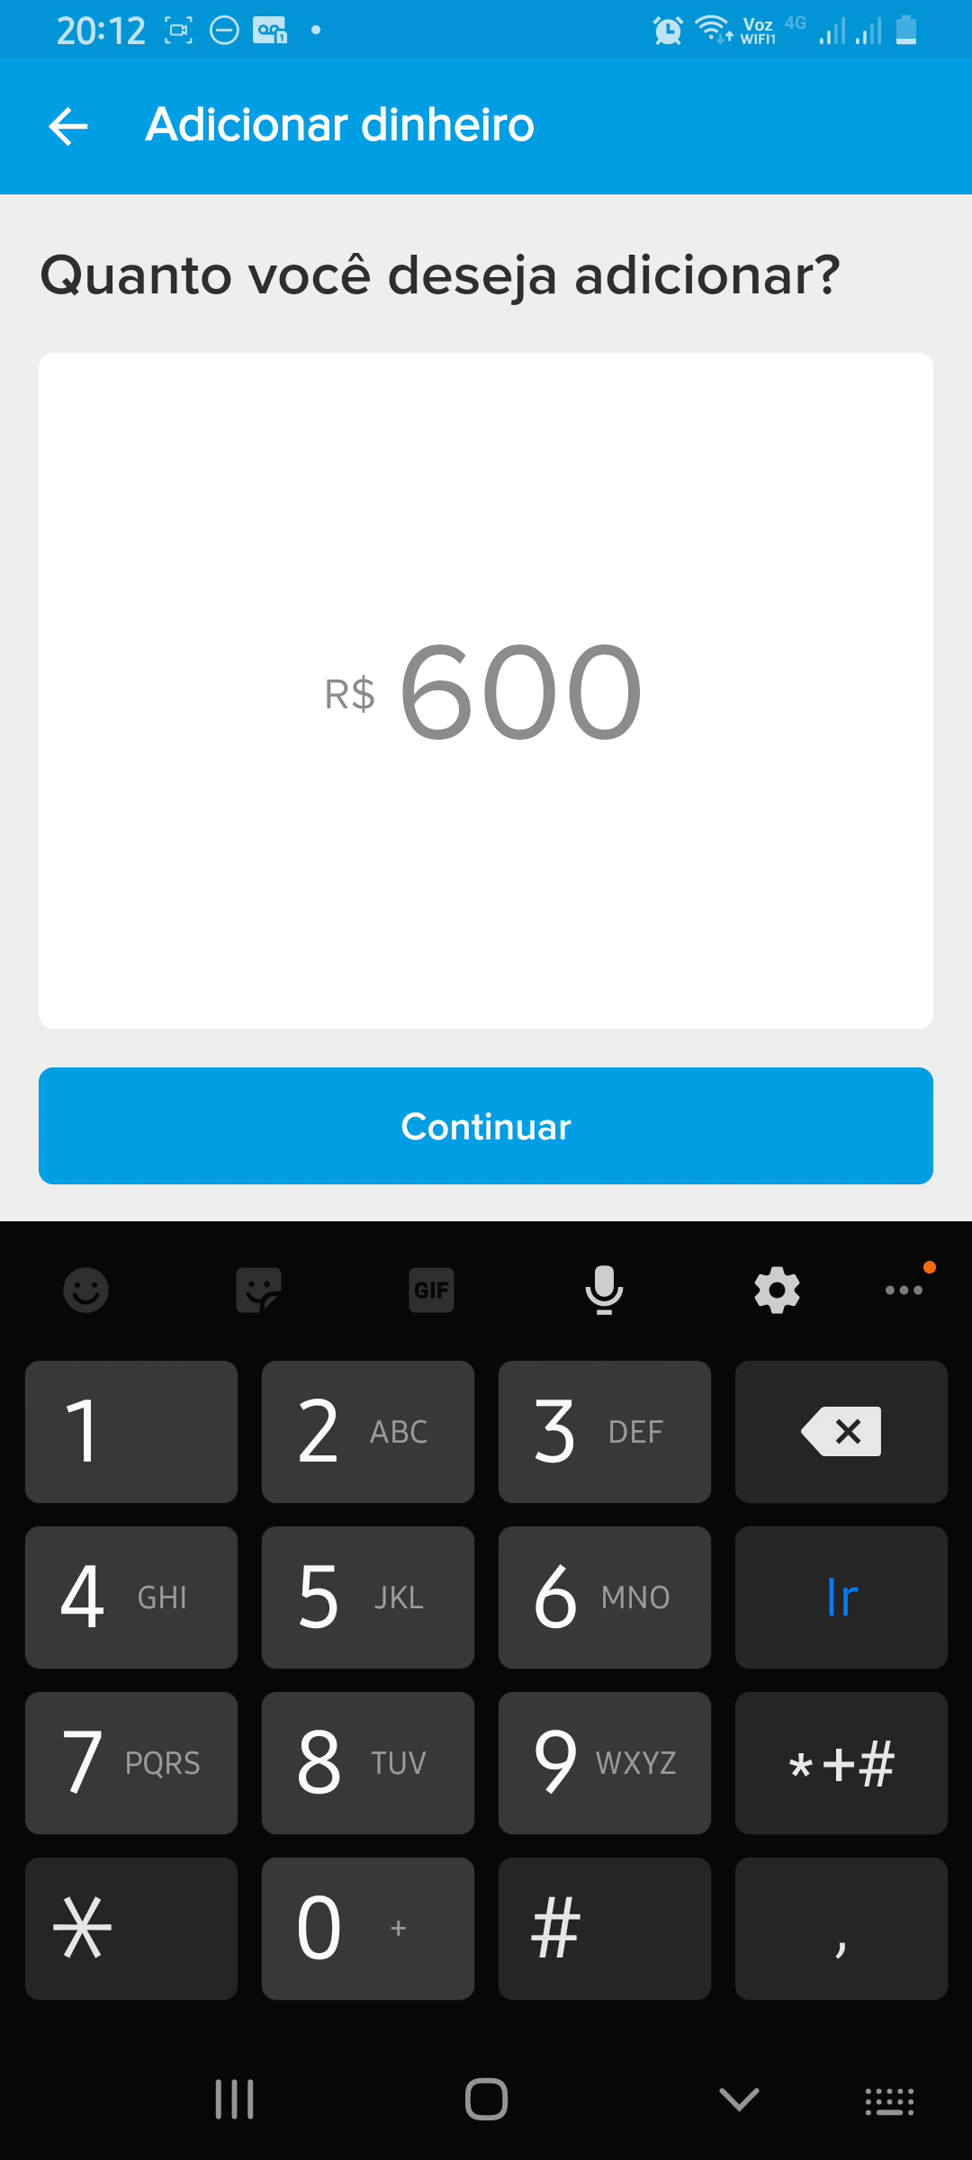 20:12 Voz WIFI1 4G
Adicionar dinheiro
Quanto você deseja adicionar?
R$ 600
Continuar
GIF
1 2 ABC 3 DEF
4 GHI 5 JKL 6 MNO Ir
7 PQRS 8 TUV 9 WXYZ *+#
* 0 + # ,